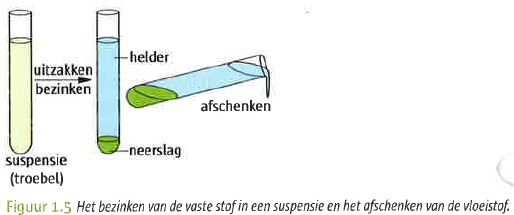 uitzakken
bezinken
helder
afschenken
neerslag
suspensie
(troebel)
Figuur 1.5 Het bezinken van de vaste stof in een suspensie en het afschenken van de vloeistof.